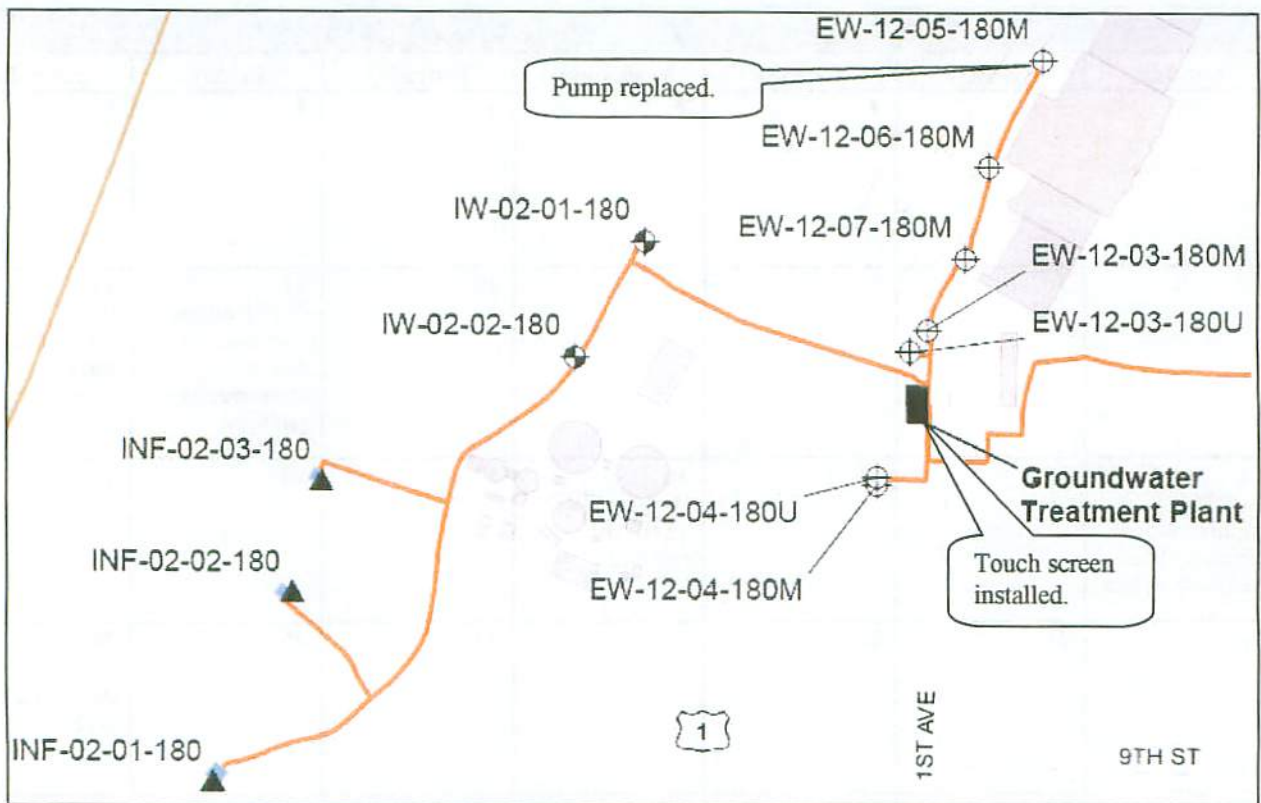 EW-12-05-180M
Pump replaced.
EW-12-06-180M
IW-02-01-180
EW-12-07-180M
EW-12-03-180M
IW-02-02-180
EW-12-03-180U
INF-02-03-180
Groundwater
Treatment Plant
EW-12-04-180U
INF-02-02-180
Touch screen
installed.
EW-12-04-180M
1ST AVE
1
INF-02-01-180
9TH ST